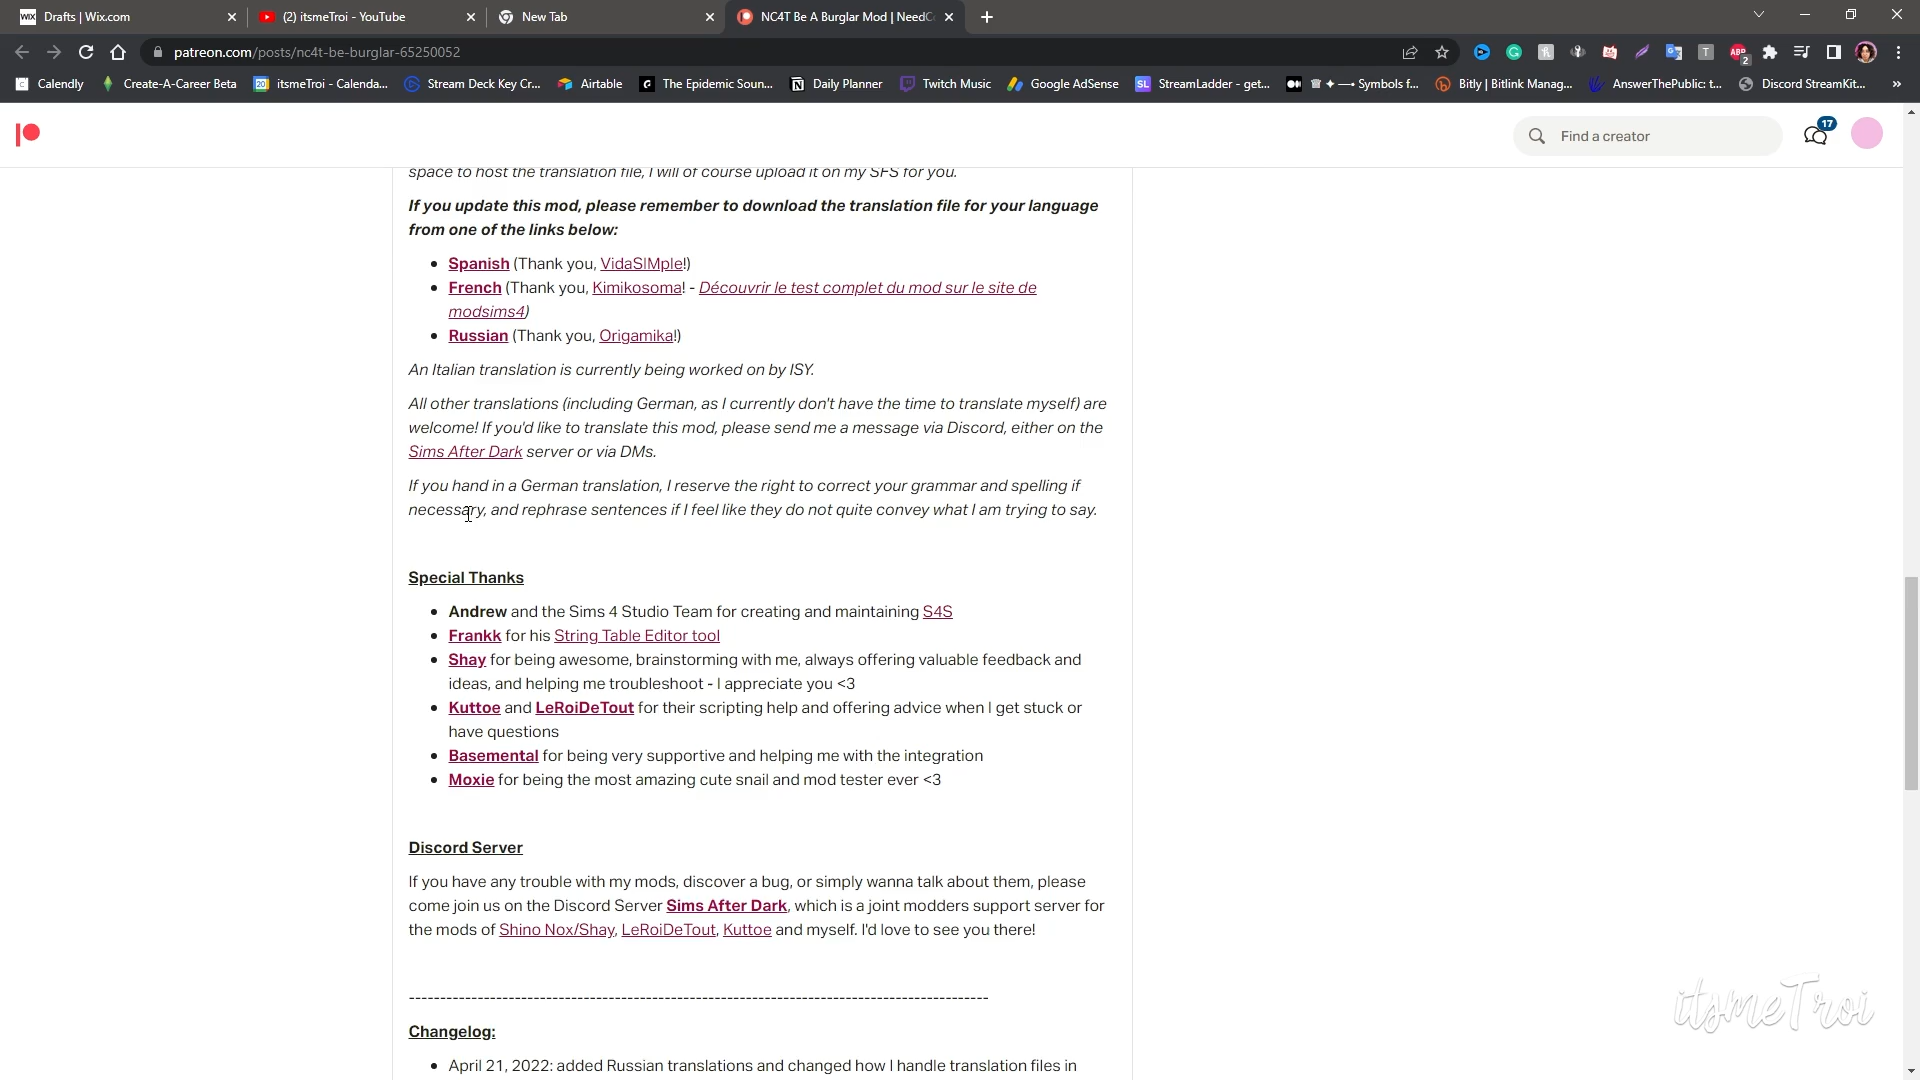 WIX Drafts | Wix.com
(2) itsmeTroi - YouTube
New Tab
NC4T Be A Burglar Mod | NeedC
patreon.com/posts/nc4t-be-burglar-65250052
Calendly
Create-A-Career Beta
itsmeTroi - Calenda...
Stream Deck Key Cr...
Airtable
The Epidemic Soun...
Daily Planner
Twitch Music
Google AdSense
StreamLadder - get...
Symbols f...
Bitly | Bitlink Manag...
AnswerThePublic: t...
Discord StreamKit...
Find a creator
17
space to host the translation file, I will of course upload it on my SFS for you.
If you update this mod, please remember to download the translation file for your language
from one of the links below:
Spanish (Thank you, VidaSIMple!)
French (Thank you, Kimikosoma! - Découvrir le test complet du mod sur le site de
modsims4)
Russian (Thank you, Origamika!)
An Italian translation is currently being worked on by ISY.
All other translations (including German, as I currently don't have the time to translate myself) are
welcome! If you'd like to translate this mod, please send me a message via Discord, either on the
Sims After Dark server or via DMs.
If you hand in a German translation, I reserve the right to correct your grammar and spelling if
necessary, and rephrase sentences if I feel like they do not quite convey what I am trying to say.
Special Thanks
Andrew and the Sims 4 Studio Team for creating and maintaining S4S
Frankk for his String Table Editor tool
Shay for being awesome, brainstorming with me, always offering valuable feedback and
ideas, and helping me troubleshoot - I appreciate you <3
Kuttoe and LeRoiDeTout for their scripting help and offering advice when I get stuck or
have questions
Basemental for being very supportive and helping me with the integration
Moxie for being the most amazing cute snail and mod tester ever <3
Discord Server
If you have any trouble with my mods, discover a bug, or simply wanna talk about them, please
come join us on the Discord Server Sims After Dark, which is a joint modders support server for
the mods of Shino Nox/Shay, LeRoiDeTout, Kuttoe and myself. I'd love to see you there!
itsmeTroi
Changelog:
April 21, 2022: added Russian translations and changed how I handle translation files in